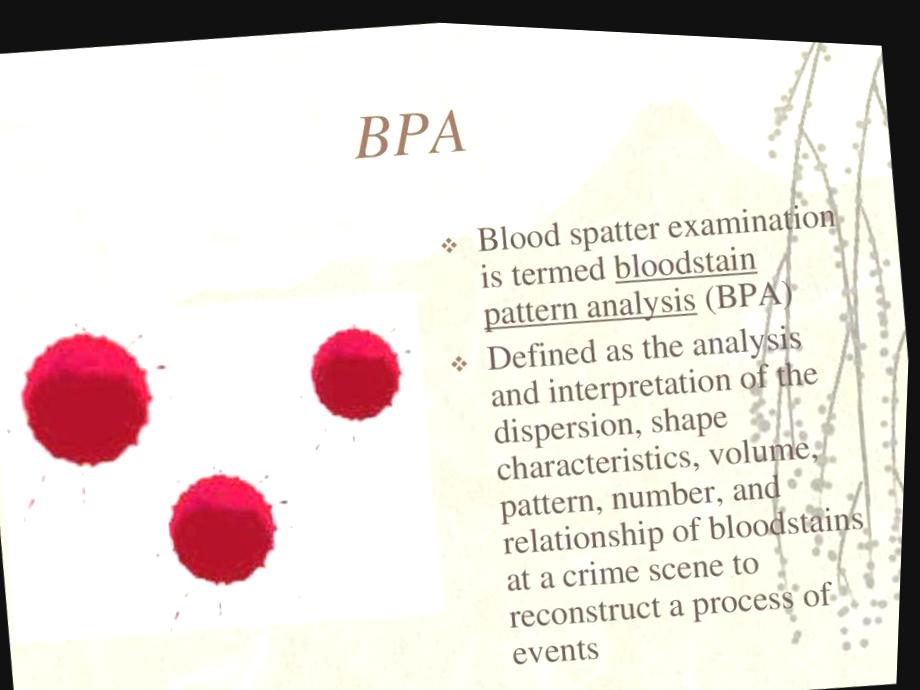 BPA
Blood spatter examination
is termed bloodstain
pattern analysis (BPA)
Defined as the analysis
and interpretation of the
dispersion, shape
characteristics, volume,
pattern, number, and
relationship of bloodstains
at a crime scene to
reconstruct a process of
events